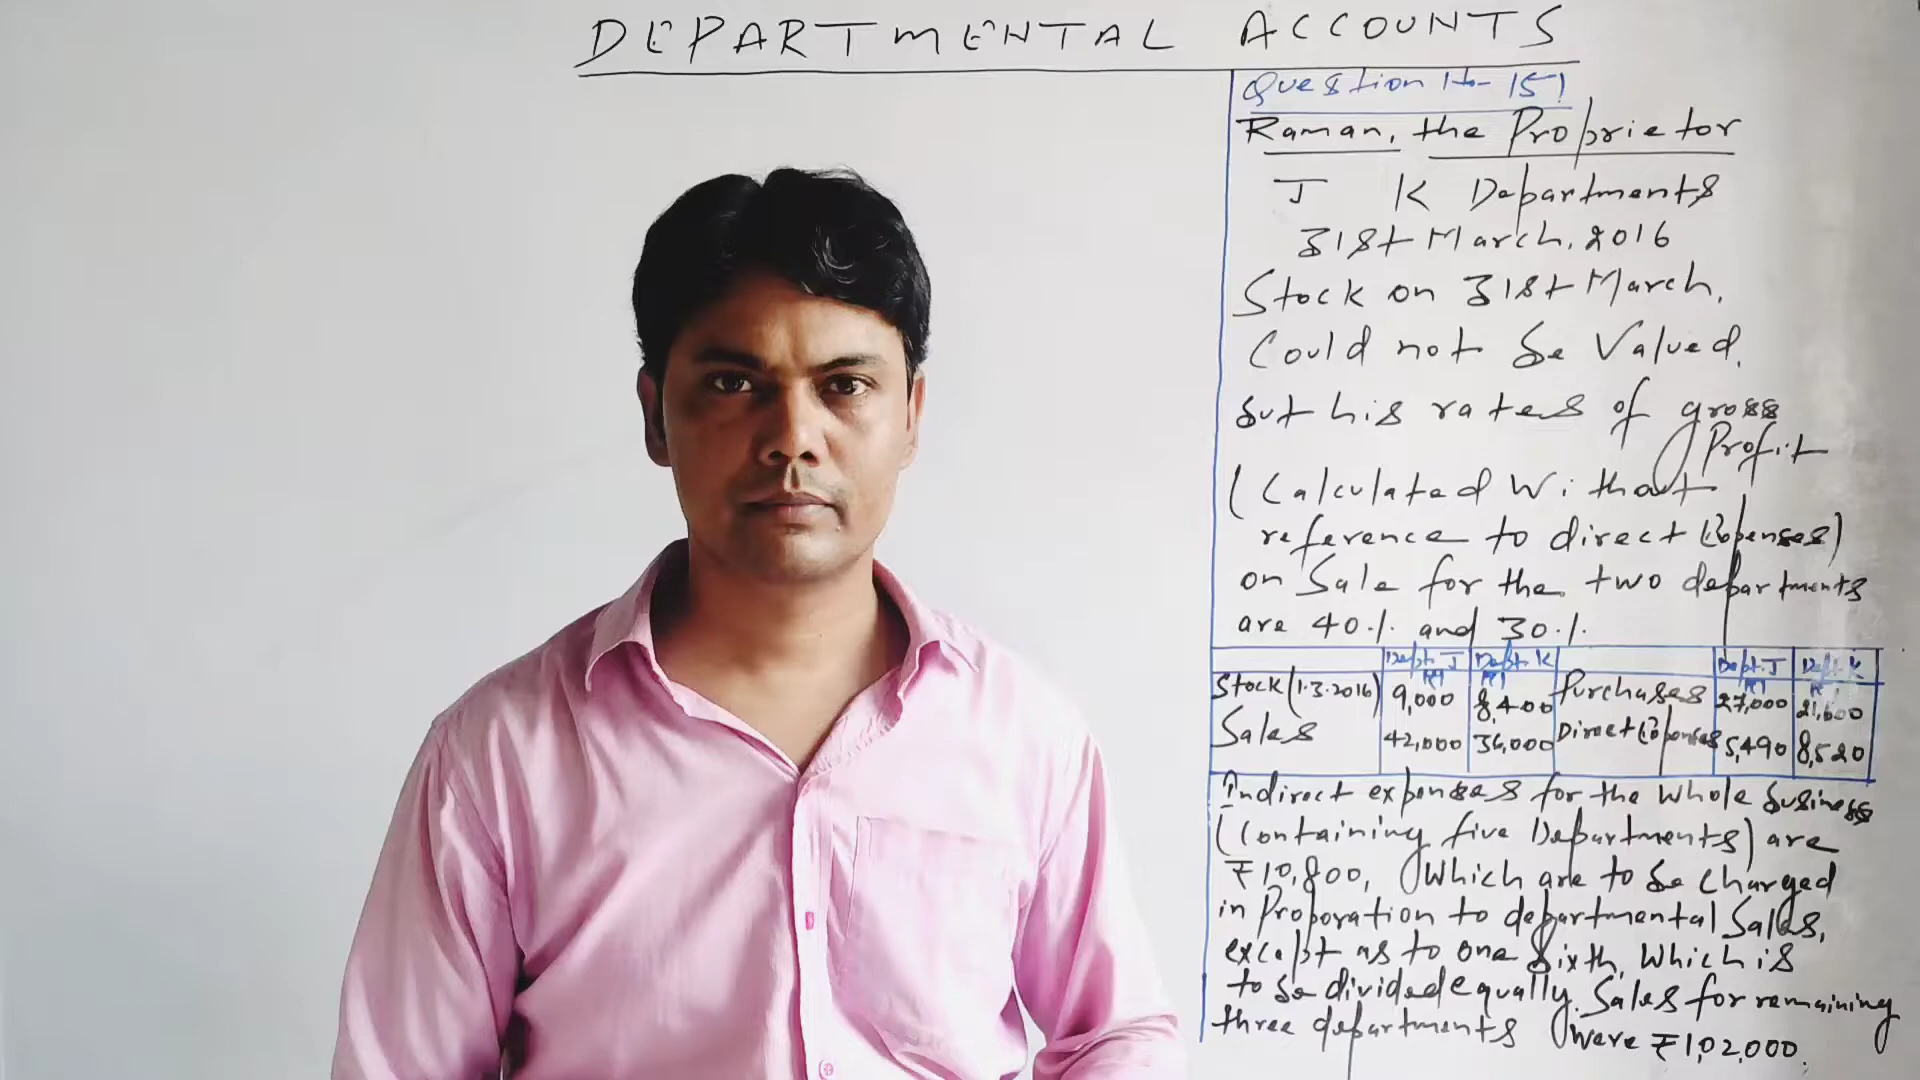 DEPARTMENTAL ACCOUNTS
Question No- 15!
Raman, the Proprietor
J K Departments
31st March, 2016
Stock on 31st March,
Could not be Valued,
but his rates of gross
Profit
(Calculated Without
reference to direct Expenses)
on Sale for the two departments
are 40% and 30%.
Dept. J Dept. K Dept. J Dept. K
Stock (1.3.2016) 9,000 8,400 Purchases 27,000 21,600
Sales 42,000 36,000 Direct Expenses 5,490 8,520
Indirect expenses for the whole business
(Containing five Departments) are
₹10,800, Which are to be charged
in Proporation to departmental Sales,
except as to one sixth, Which is
to be divided equally. Sales for remaining
three departments were ₹1,02,000.